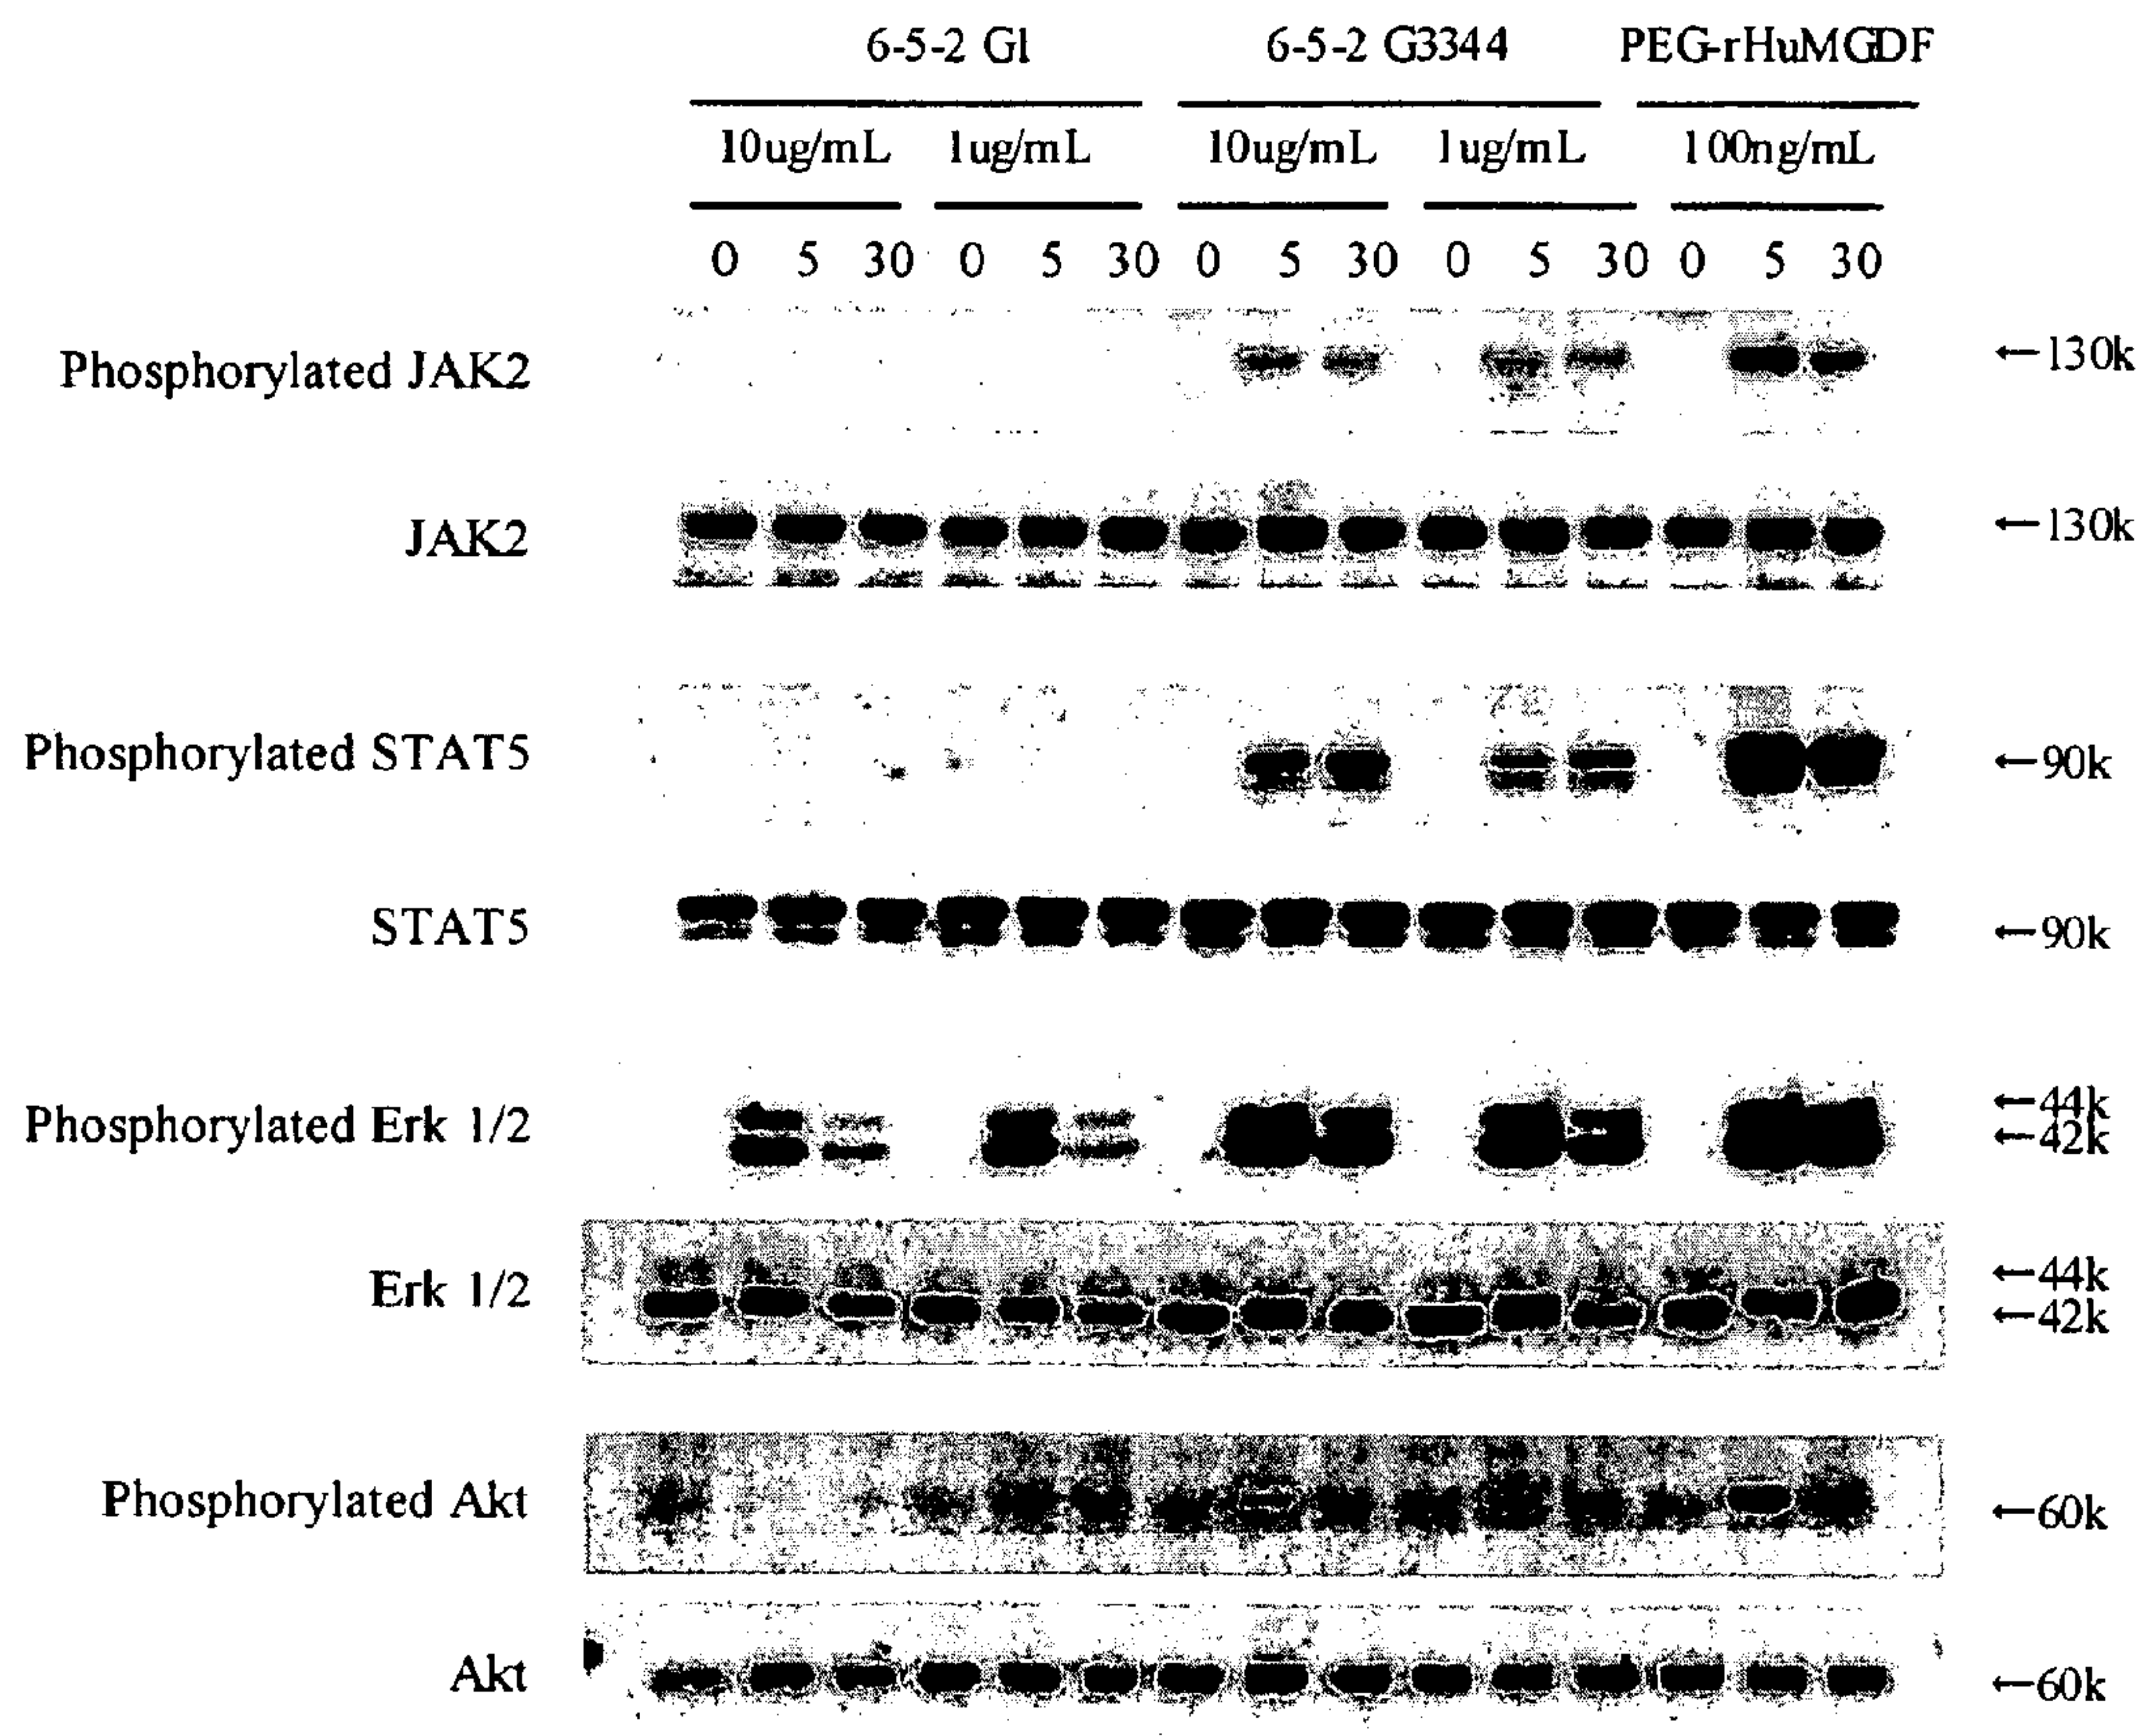 6-5-2 G1 6-5-2 G3344 PEG-rHuMGDF
10ug/mL 1ug/mL 10ug/mL 1ug/mL 100ng/mL
0 5 30 0 5 30 0 5 30 0 5 30 0 5 30
Phosphorylated JAK2 ←130k
JAK2 ←130k
Phosphorylated STAT5 ←90k
STAT5 ←90k
Phosphorylated Erk 1/2 ←44k
←42k
Erk 1/2 ←44k
←42k
Phosphorylated Akt ←60k
Akt ←60k